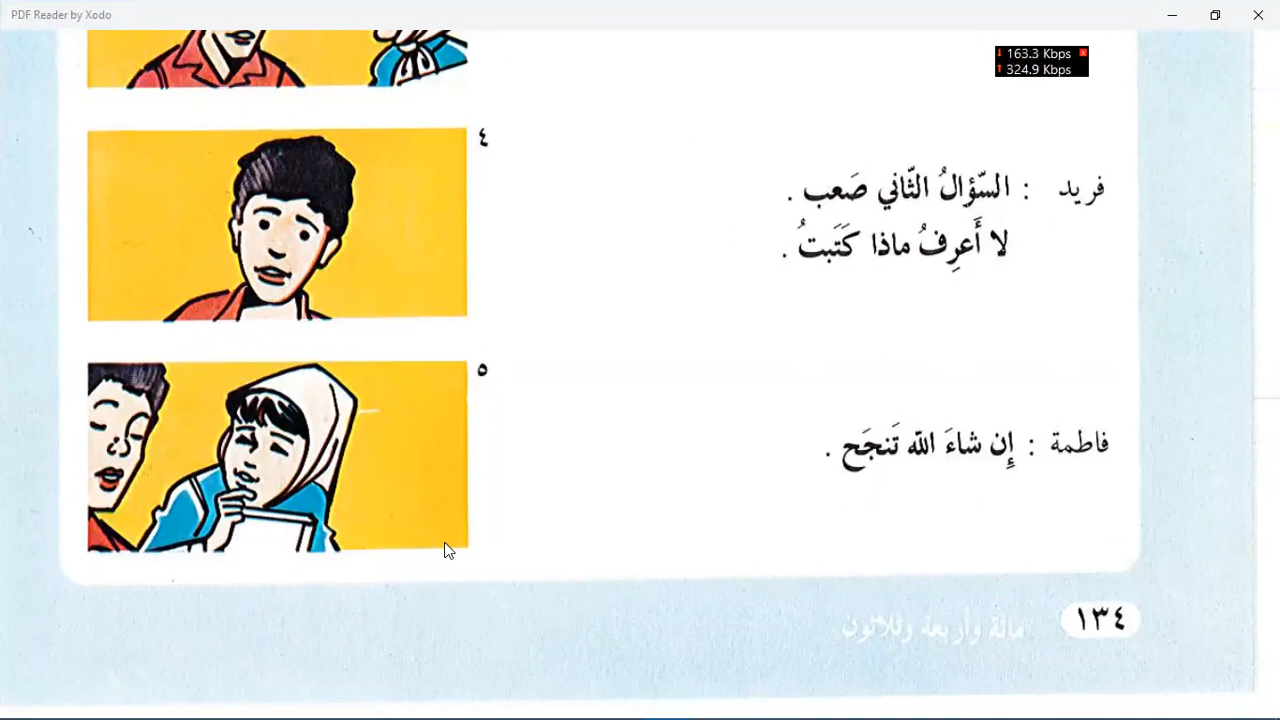 PDF Reader by Xodo
163.3 Kbps
324.9 Kbps
٤
فريد : السّؤالُ الثّاني صَعب .
لا أَعرِفُ ماذا كَتَبتُ .
٥
فاطمة : إِن شاءَ اللّه تَنجَح .
١٣٤ مائة وأربعة وثلاثون